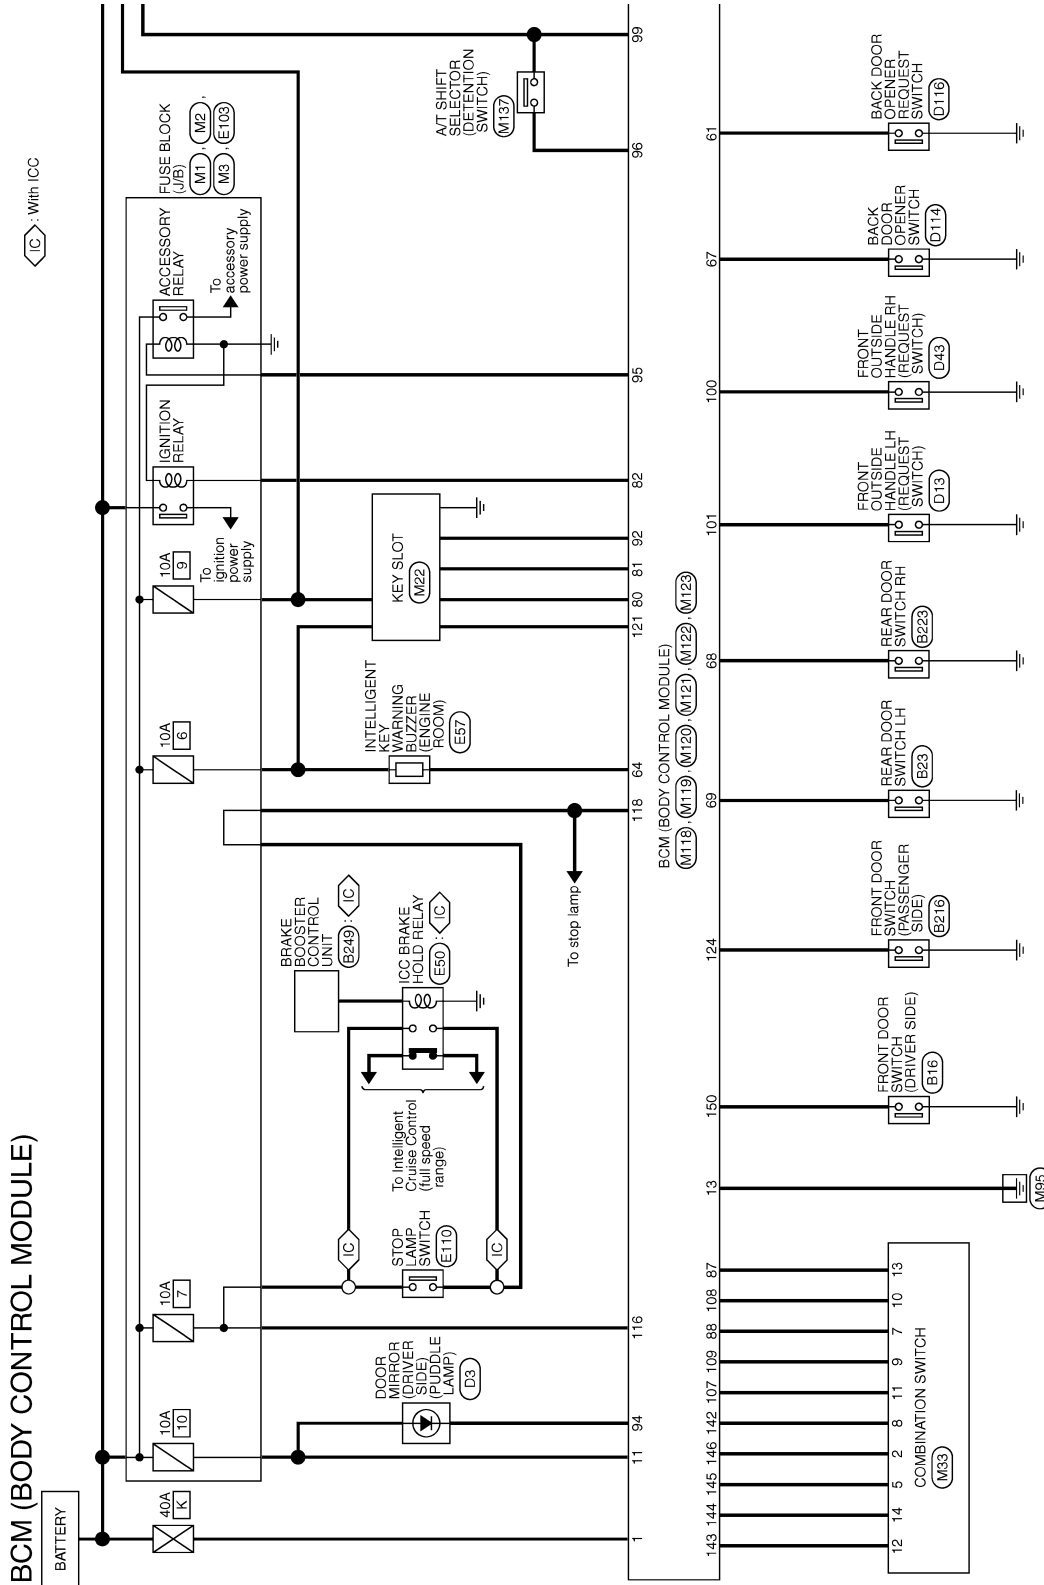 BCM (BODY CONTROL MODULE)
IC : With ICC
BATTERY
40A
K
10A
10
10A
7
10A
6
10A
9
To
ignition
power
supply
IGNITION
RELAY
ACCESSORY
RELAY
To
accessory
power supply
FUSE BLOCK
(J/B)
M1 , M2 ,
M3 , E103
DOOR
MIRROR
(DRIVER
SIDE)
(PUDDLE
LAMP)
D3
STOP
LAMP
SWITCH
E110
IC
IC
To Intelligent
Cruise Control
(full speed
range)
BRAKE
BOOSTER
CONTROL
UNIT
B249 : IC
ICC BRAKE
HOLD RELAY
E50 : IC
To stop lamp
INTELLIGENT
KEY
WARNING
BUZZER
(ENGINE
ROOM)
E57
KEY SLOT
M22
A/T SHIFT
SELECTOR
(DETENTION
SWITCH)
M137
1
11
94
116
118
64
121
80
81
92
82
95
96
99
BCM (BODY CONTROL MODULE)
M118 , M119 , M120 , M121 , M122 , M123
143
144
145
146
142
107
109
88
108
87
13
150
124
69
68
101
100
67
61
12
14
5
2
8
11
9
7
10
13
COMBINATION SWITCH
M33
M95
FRONT DOOR
SWITCH
(DRIVER SIDE)
B16
FRONT DOOR
SWITCH
(PASSENGER
SIDE)
B216
REAR DOOR
SWITCH LH
B23
REAR DOOR
SWITCH RH
B223
FRONT
OUTSIDE
HANDLE LH
(REQUEST
SWITCH)
D13
FRONT
OUTSIDE
HANDLE RH
(REQUEST
SWITCH)
D43
BACK
DOOR
OPENER
SWITCH
D114
BACK DOOR
OPENER
REQUEST
SWITCH
D116